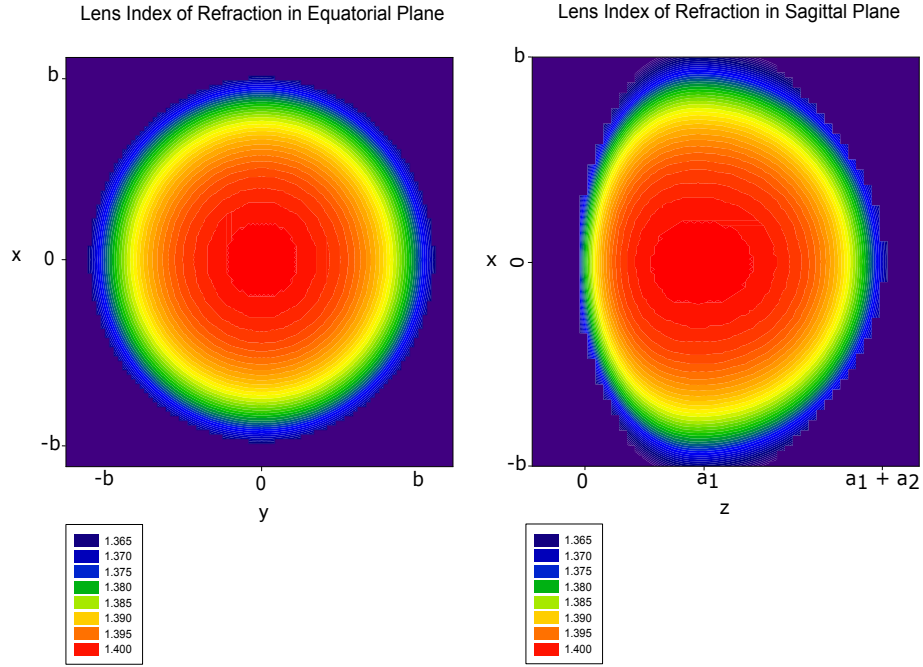 Lens Index of Refraction in Equatorial Plane
b
x
0
-b
-b
0
b
y
1.365
1.370
1.375
1.380
1.385
1.390
1.395
1.400
Lens Index of Refraction in Sagittal Plane
b
x
0
-b
0
a1
a1 + a2
z
1.365
1.370
1.375
1.380
1.385
1.390
1.395
1.400